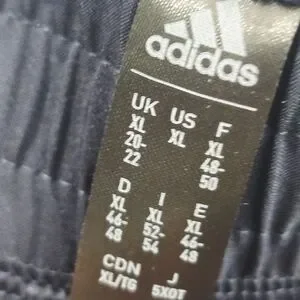 adidas
UK US F
XL XL XL
20- 48-
22 50
D I E
XL XL XL
46- 52- 46-
48 54 48
CDN J
XL/TG 5XOT